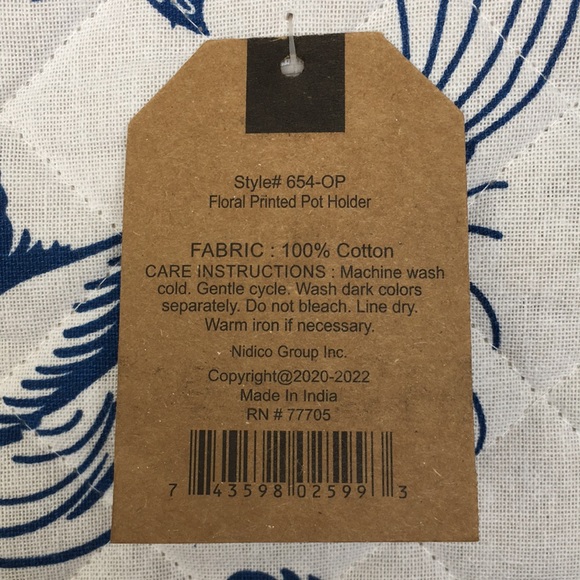 Style# 654-OP
Floral Printed Pot Holder
FABRIC : 100% Cotton
CARE INSTRUCTIONS : Machine wash
cold. Gentle cycle. Wash dark colors
separately. Do not bleach. Line dry.
Warm iron if necessary.
Nidico Group Inc.
Copyright@2020-2022
Made In India
RN # 77705
7 43598 02599 3